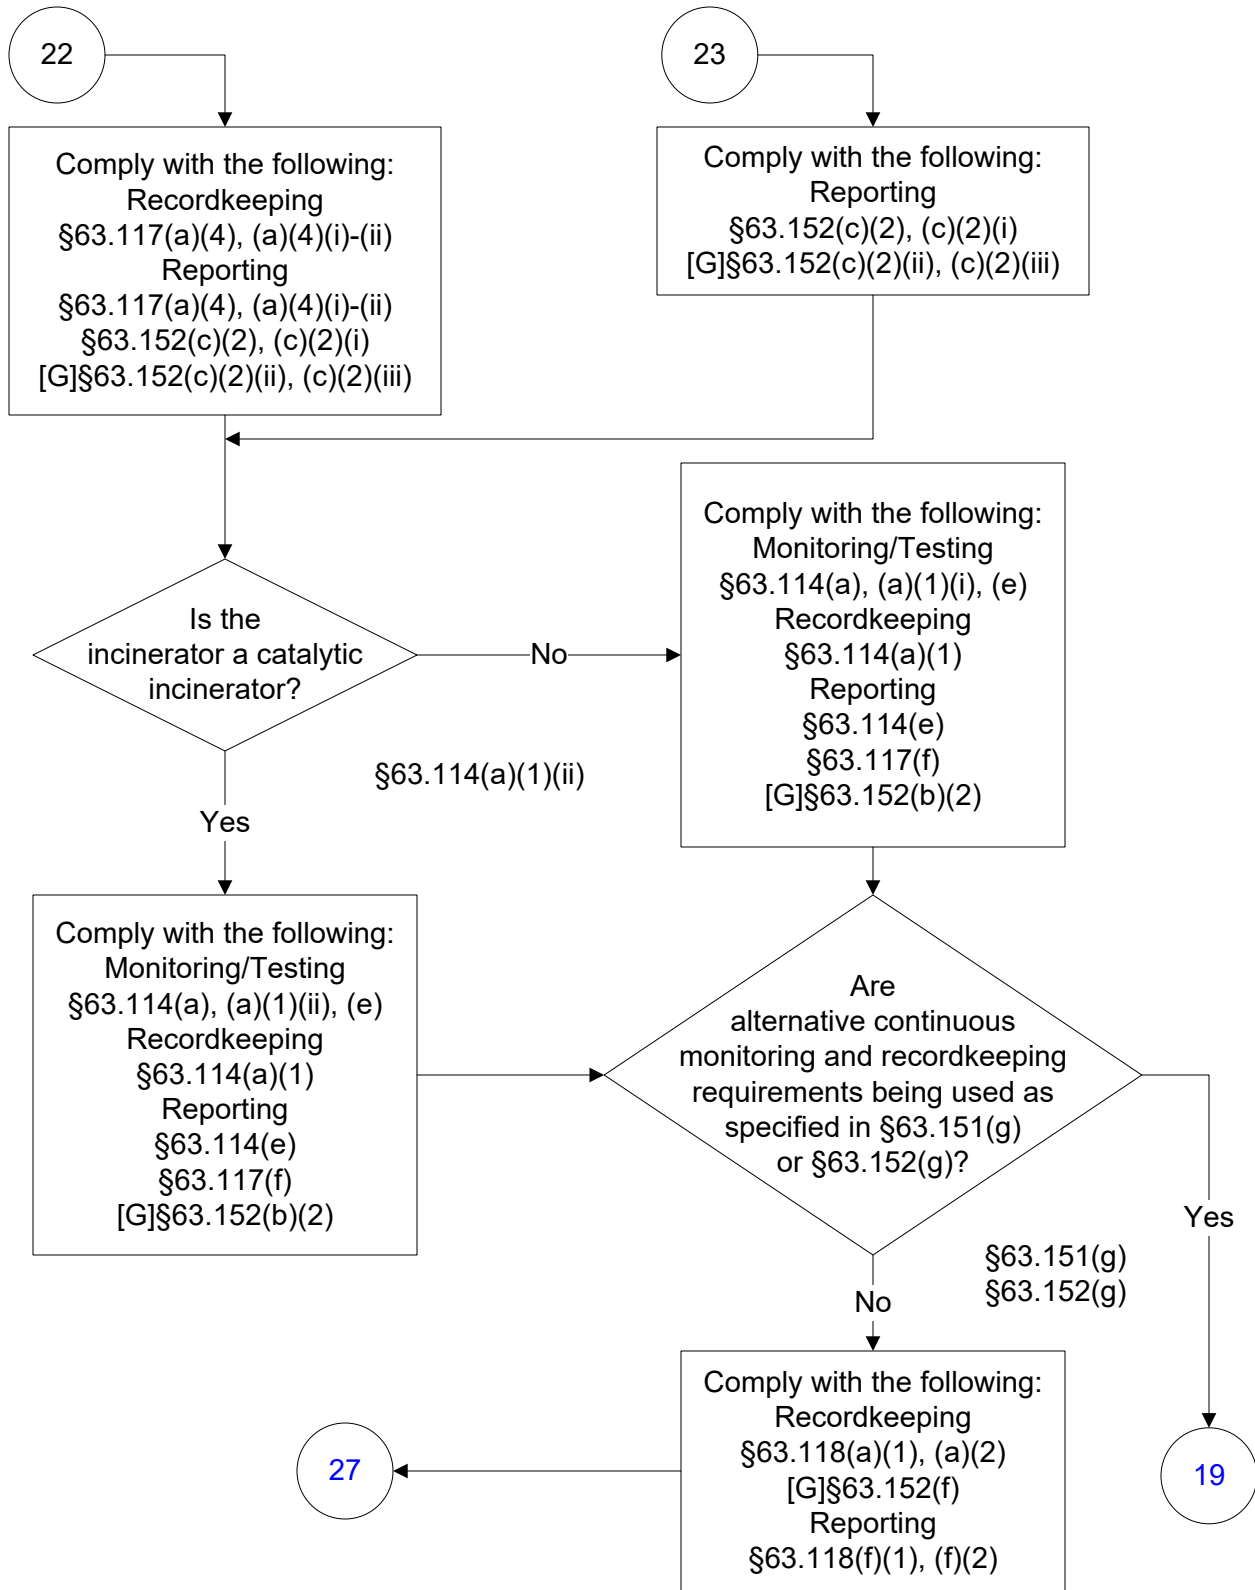 22
23
Comply with the following:
Recordkeeping
§63.117(a)(4), (a)(4)(i)-(ii)
Reporting
§63.117(a)(4), (a)(4)(i)-(ii)
§63.152(c)(2), (c)(2)(i)
[G]§63.152(c)(2)(ii), (c)(2)(iii)
Comply with the following:
Reporting
§63.152(c)(2), (c)(2)(i)
[G]§63.152(c)(2)(ii), (c)(2)(iii)
Is the
incinerator a catalytic
incinerator?
No
Comply with the following:
Monitoring/Testing
§63.114(a), (a)(1)(i), (e)
Recordkeeping
§63.114(a)(1)
Reporting
§63.114(e)
§63.117(f)
[G]§63.152(b)(2)
§63.114(a)(1)(ii)
Yes
Comply with the following:
Monitoring/Testing
§63.114(a), (a)(1)(ii), (e)
Recordkeeping
§63.114(a)(1)
Reporting
§63.114(e)
§63.117(f)
[G]§63.152(b)(2)
Are
alternative continuous
monitoring and recordkeeping
requirements being used as
specified in §63.151(g)
or §63.152(g)?
Yes
§63.151(g)
§63.152(g)
No
Comply with the following:
Recordkeeping
§63.118(a)(1), (a)(2)
[G]§63.152(f)
Reporting
§63.118(f)(1), (f)(2)
27
19